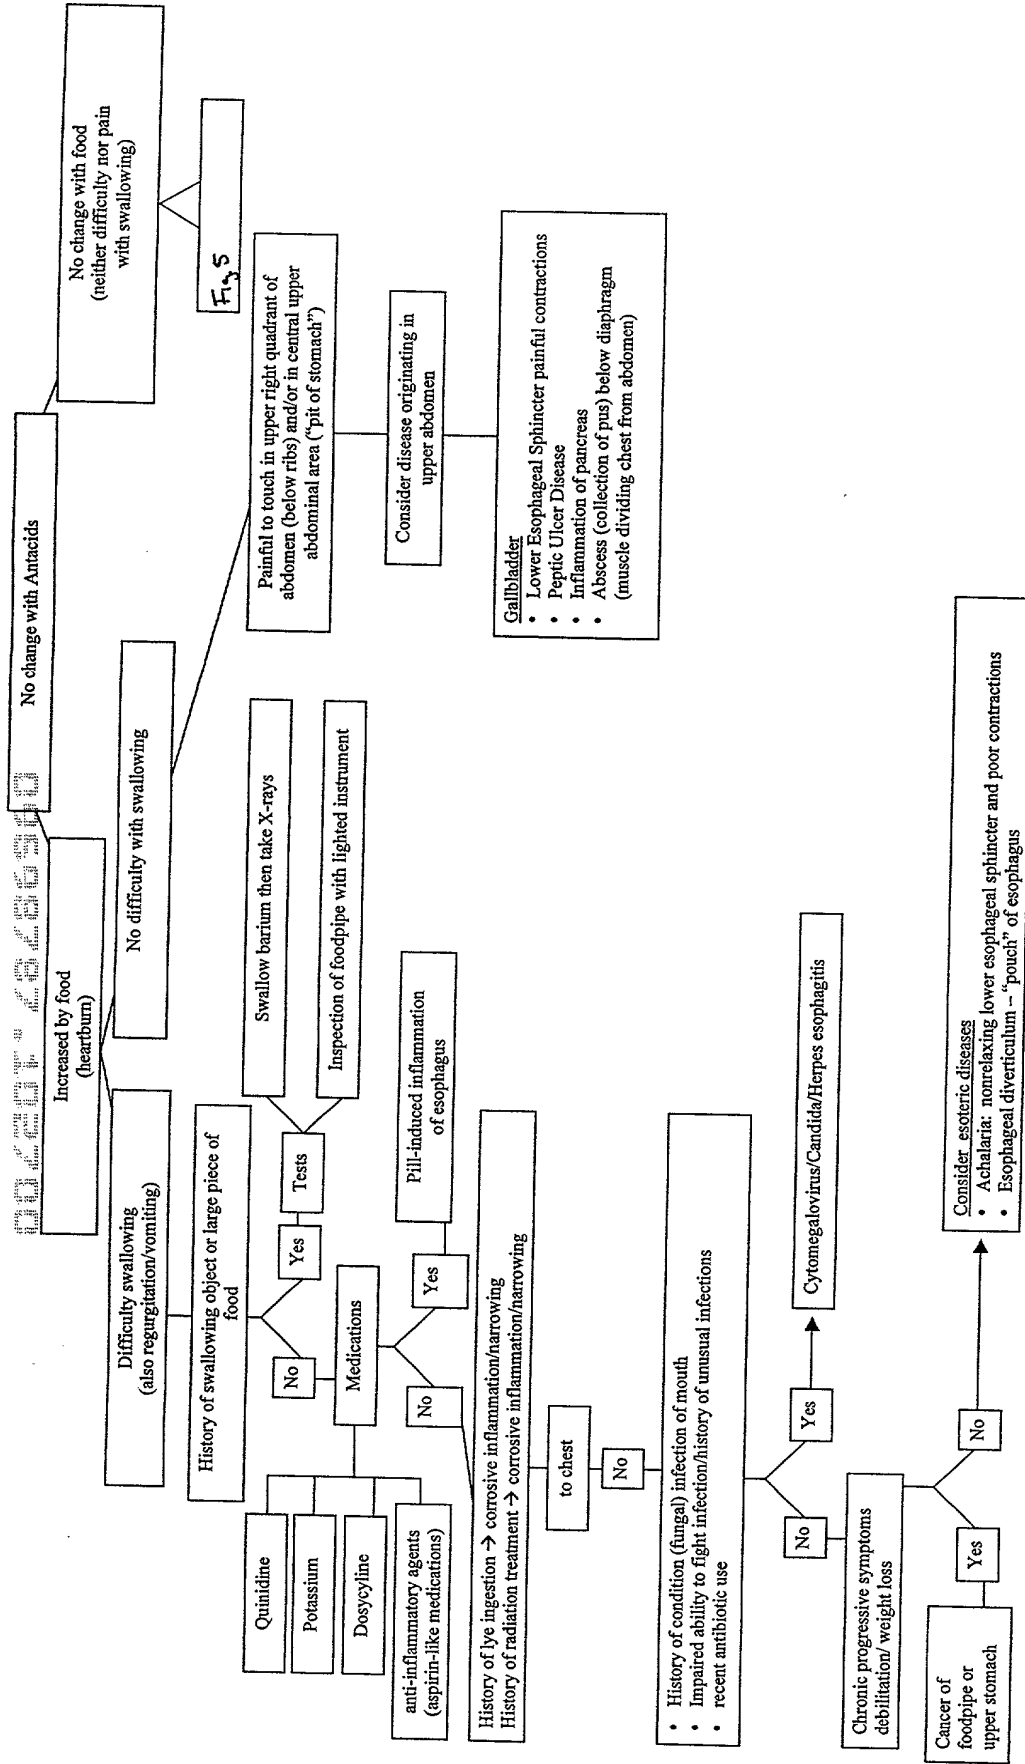 No change with Antacids
Increased by food
(heartburn)
No change with food
(neither difficulty nor pain
with swallowing)
Fig 5
Difficulty swallowing
(also regurgitation/vomiting)
No difficulty with swallowing
History of swallowing object or large piece of
food
No
Yes
Tests
Swallow barium then take X-rays
Inspection of foodpipe with lighted instrument
Painful to touch in upper right quadrant of
abdomen (below ribs) and/or in central upper
abdominal area ("pit of stomach")
Consider disease originating in
upper abdomen
Gallbladder
• Lower Esophageal Sphincter painful contractions
• Peptic Ulcer Disease
• Inflammation of pancreas
• Abscess (collection of pus) below diaphragm
(muscle dividing chest from abdomen)
Quinidine
Potassium
Dosycyline
anti-inflammatory agents
(aspirin-like medications)
Medications
No
Yes
Pill-induced inflammation
of esophagus
History of lye ingestion → corrosive inflammation/narrowing
History of radiation treatment → corrosive inflammation/narrowing
to chest
No
• History of condition (fungal) infection of mouth
• Impaired ability to fight infection/history of unusual infections
• recent antibiotic use
No
Yes
Cytomegalovirus/Candida/Herpes esophagitis
Chronic progressive symptoms
debilitation/ weight loss
Yes
No
Cancer of
foodpipe or
upper stomach
Consider esoteric diseases
• Achalaria: nonrelaxing lower esophageal sphincter and poor contractions
• Esophageal diverticulum – "pouch" of esophagus